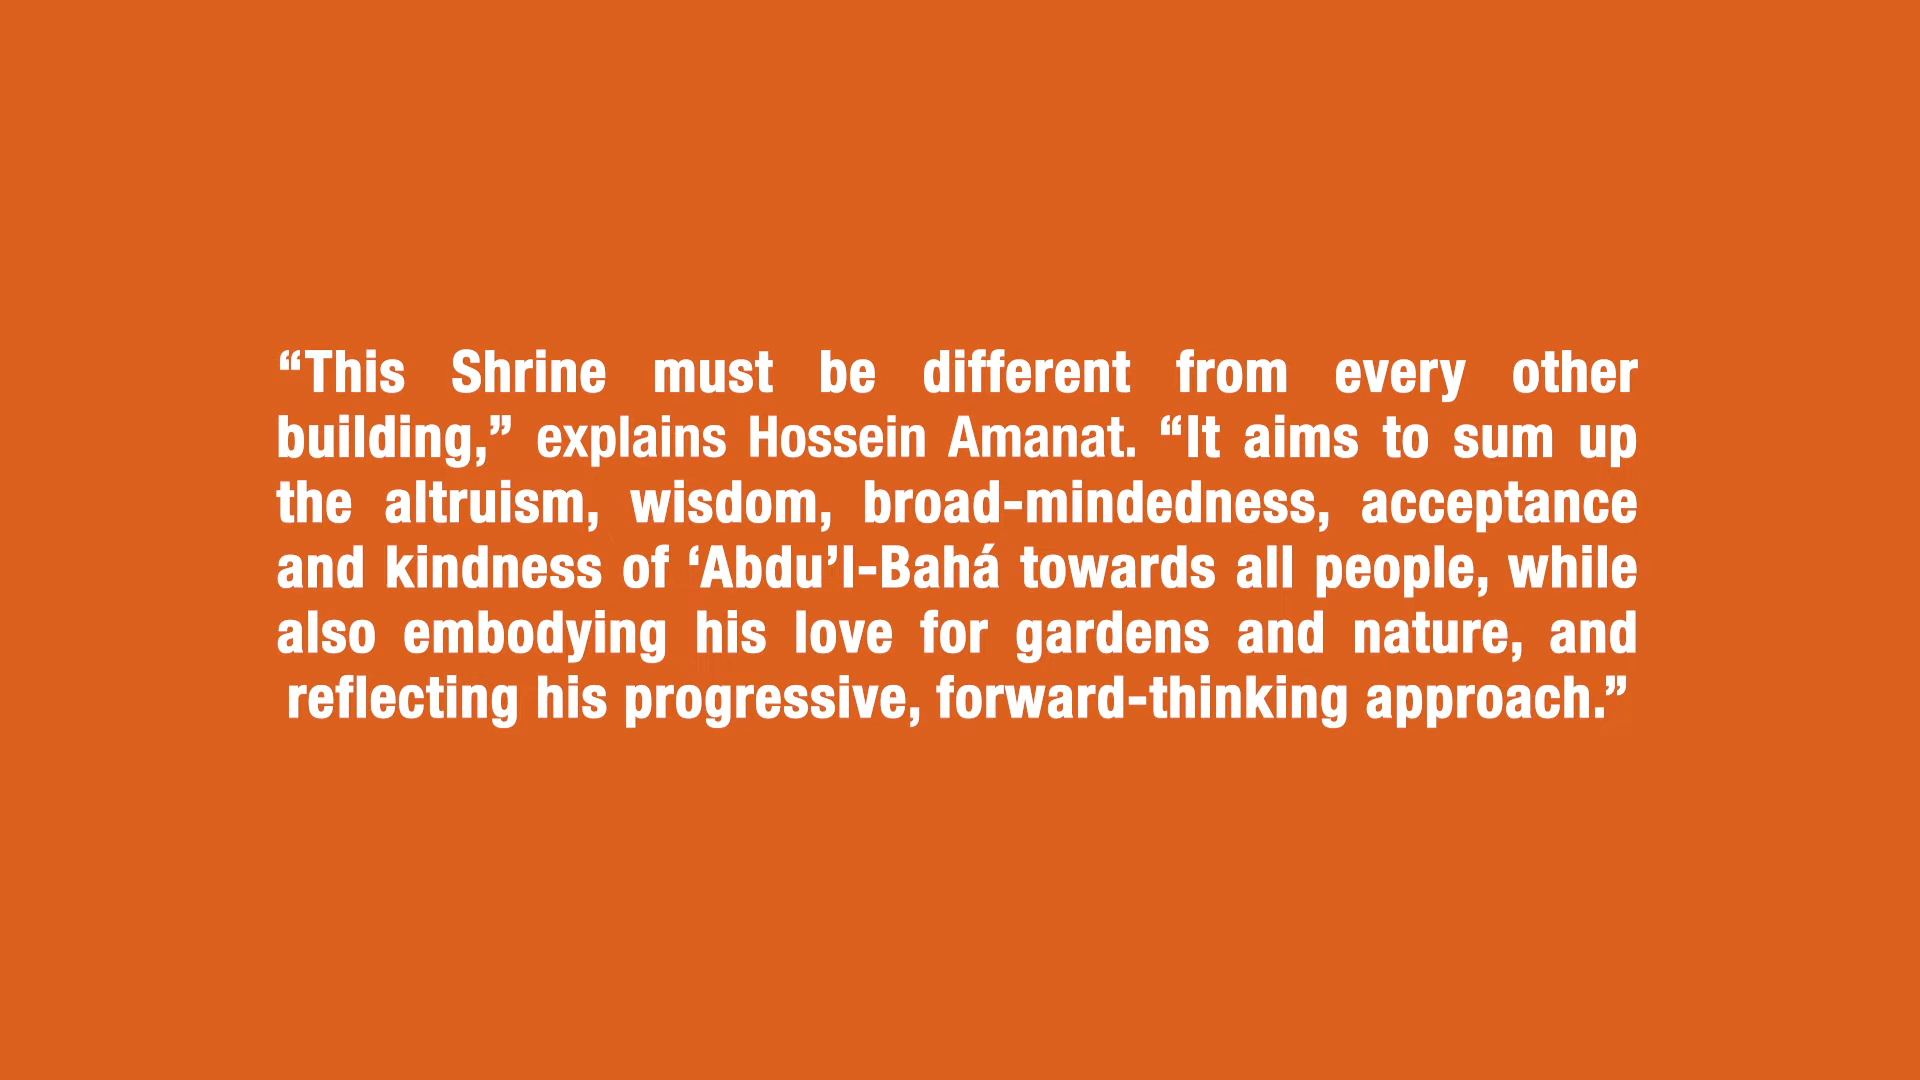 “This Shrine must be different from every other
building,” explains Hossein Amanat. “It aims to sum up
the altruism, wisdom, broad-mindedness, acceptance
and kindness of ‘Abdu’l-Bahá towards all people, while
also embodying his love for gardens and nature, and
reflecting his progressive, forward-thinking approach.”